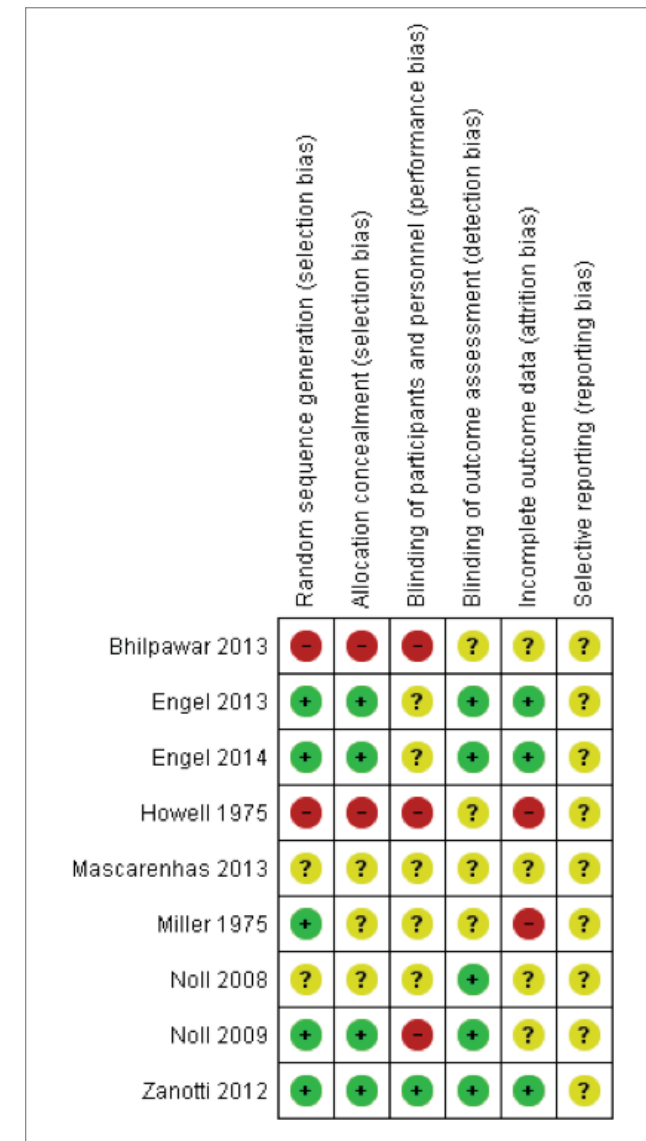 Random sequence generation (selection bias)
Allocation concealment (selection bias)
Blinding of participants and personnel (performance bias)
Blinding of outcome assessment (detection bias)
Incomplete outcome data (attrition bias)
Selective reporting (reporting bias)
Bhilpawar 2013 - - - ? ? ?
Engel 2013 + + ? + + ?
Engel 2014 + + ? + + ?
Howell 1975 - - - ? - ?
Mascarenhas 2013 ? ? ? ? ? ?
Miller 1975 + ? ? ? - ?
Noll 2008 ? ? ? + ? ?
Noll 2009 + + - + ? ?
Zanotti 2012 + + + + + ?